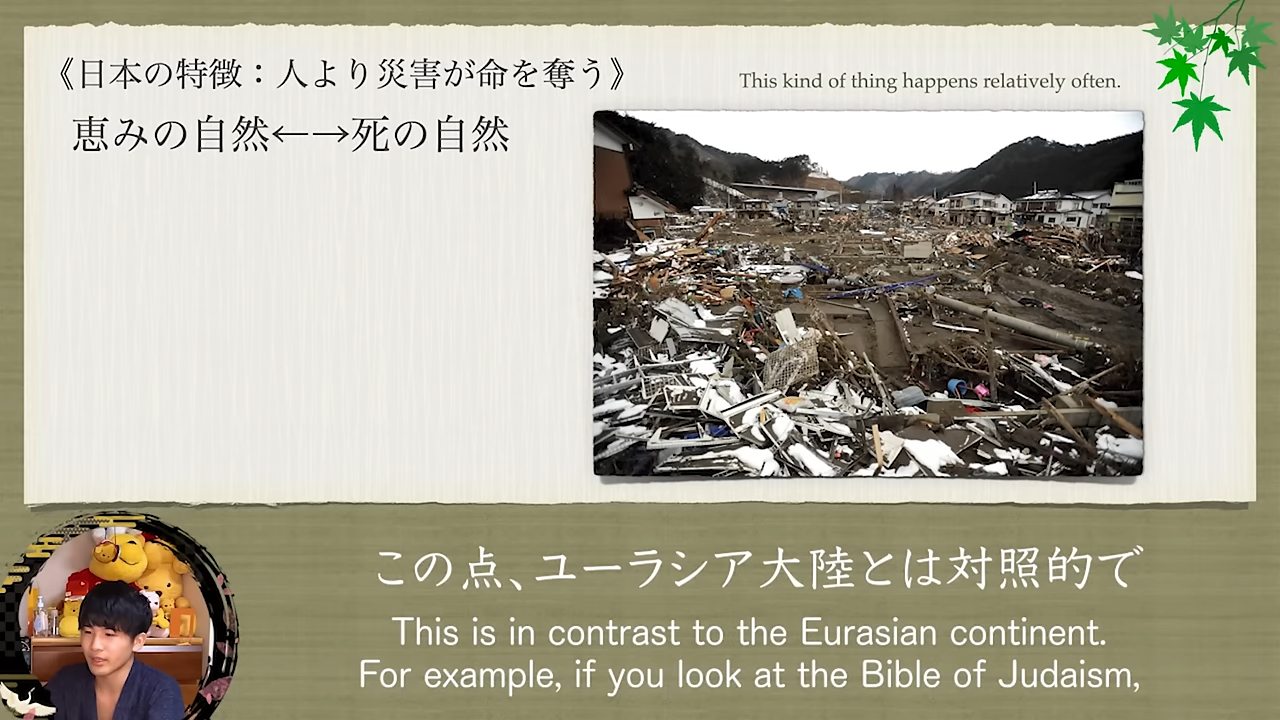 《日本の特徴：人より災害が命を奪う》
恵みの自然←→死の自然
This kind of thing happens relatively often.
この点、ユーラシア大陸とは対照的で
This is in contrast to the Eurasian continent.
For example, if you look at the Bible of Judaism,